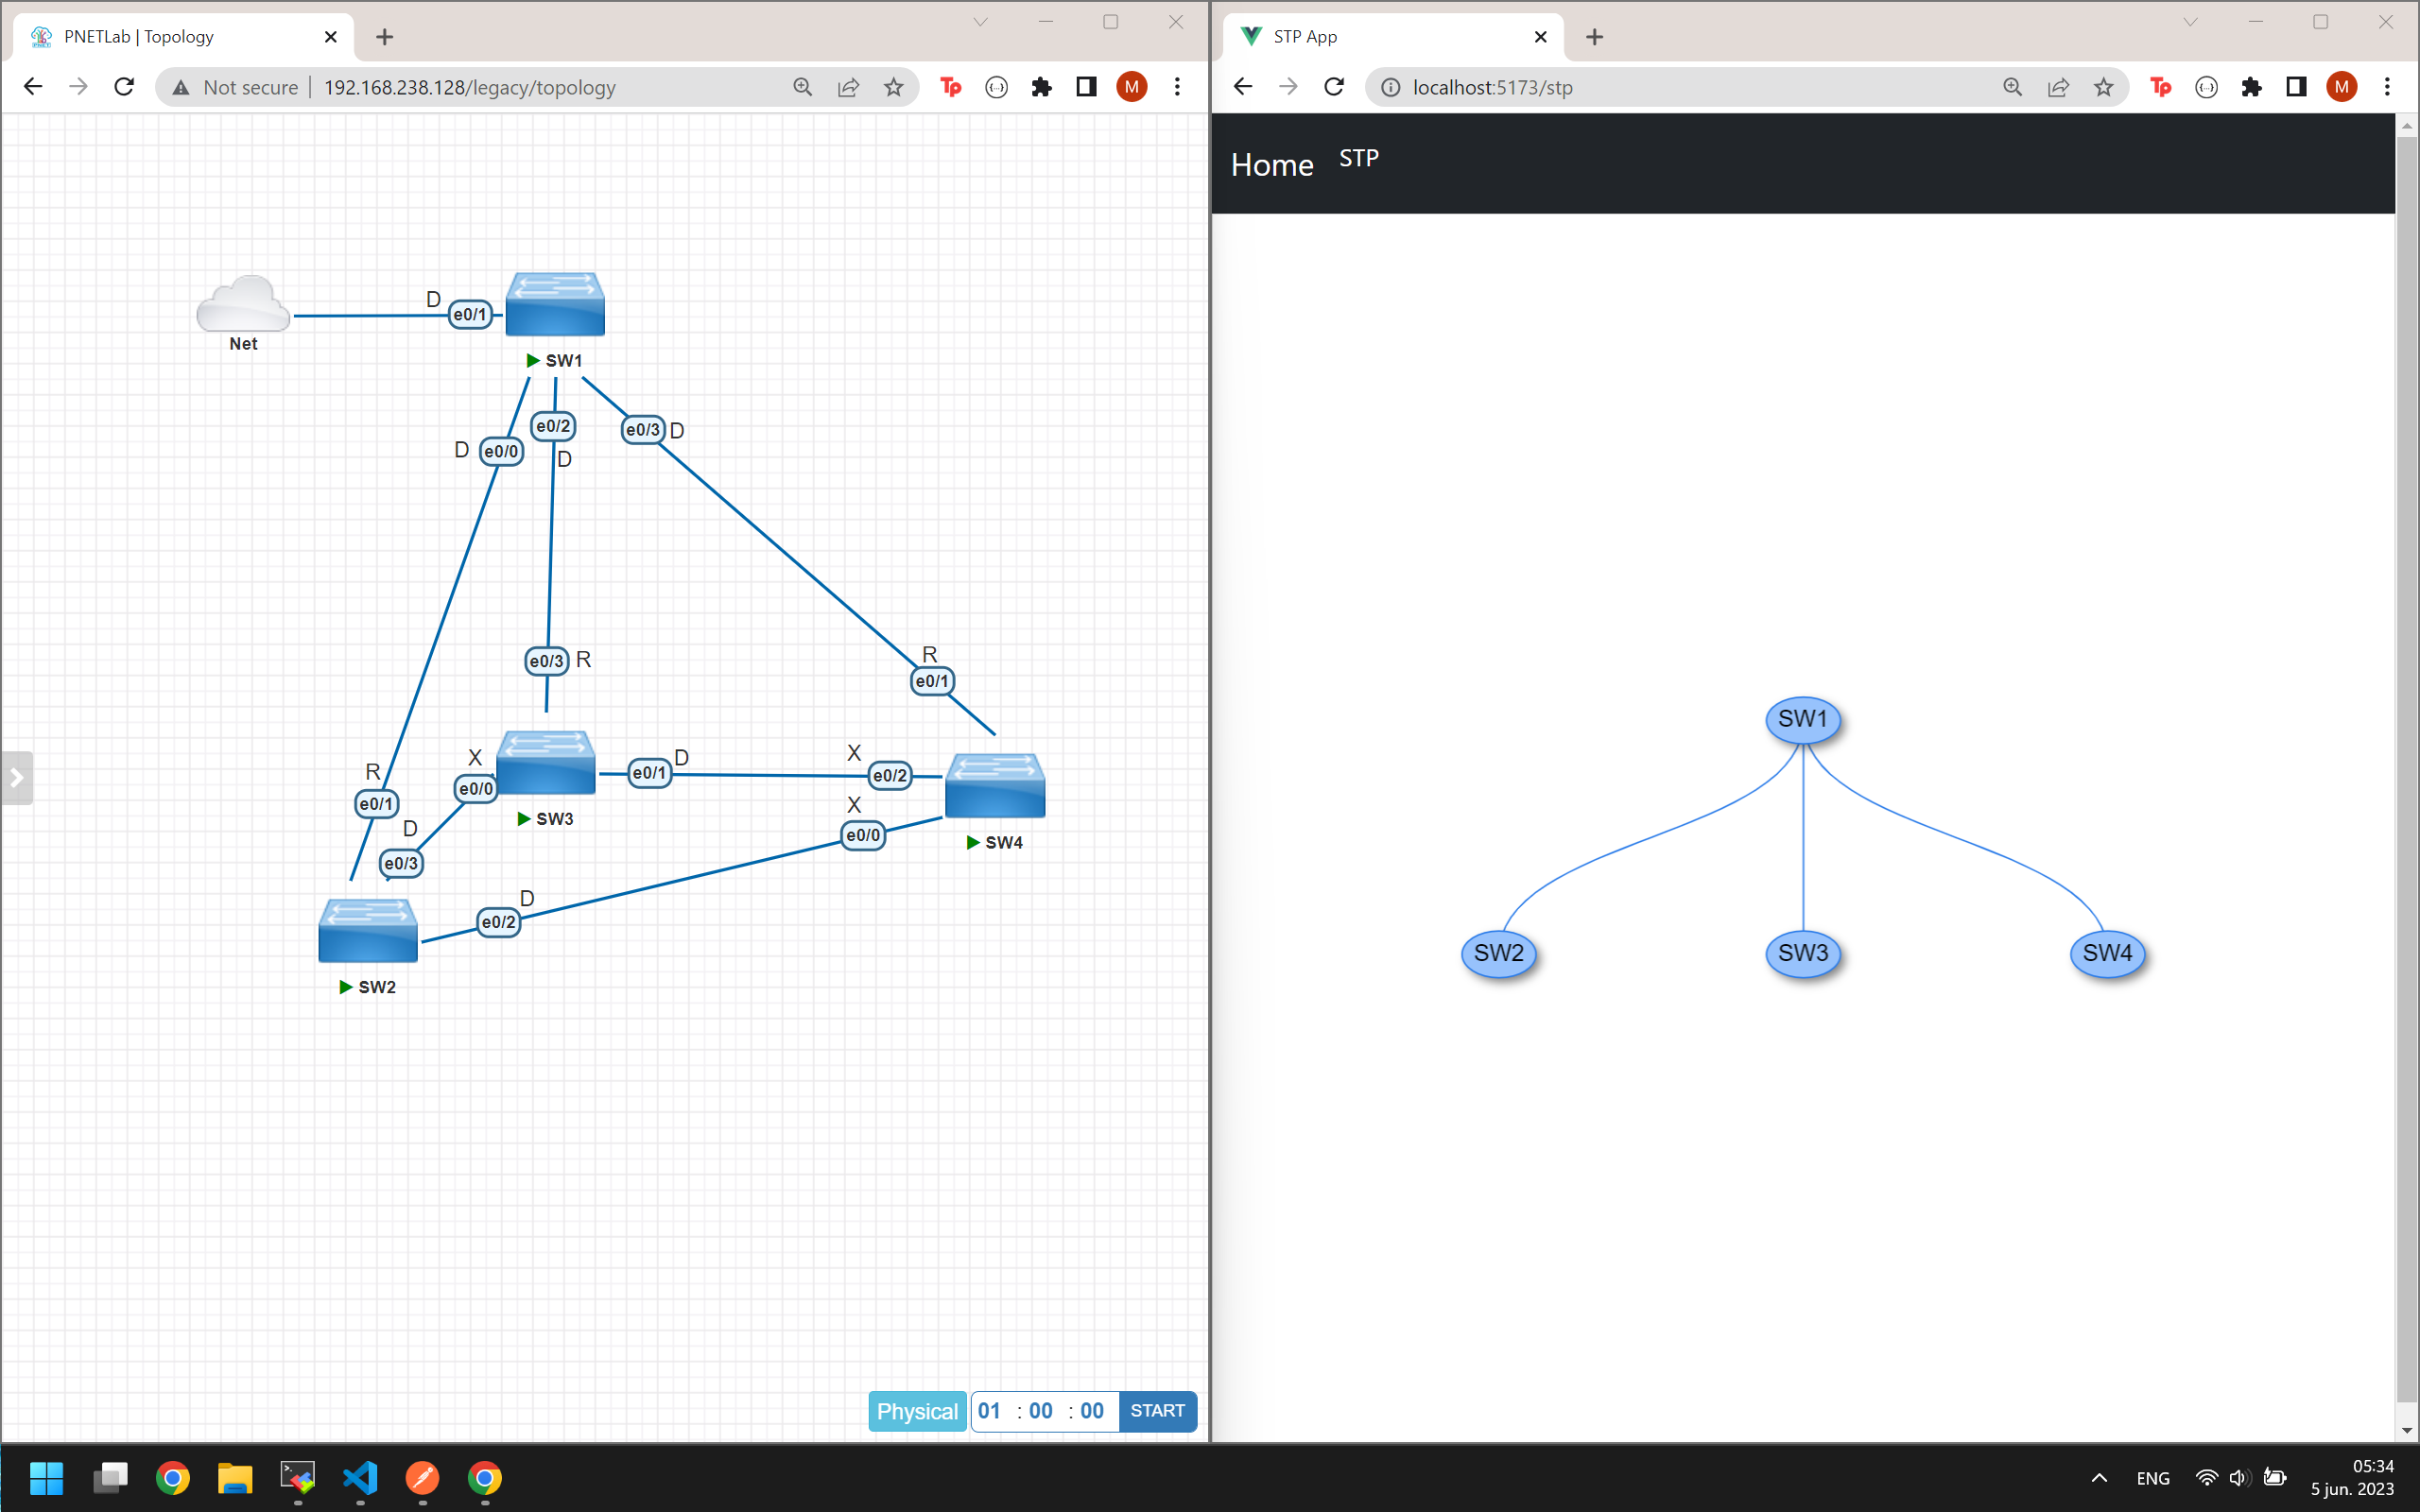 PNETLab | Topology
Not secure
192.168.238.128/legacy/topology
Tp
M
Net
D
e0/1
SW1
e0/2
e0/3
D
D
e0/0
D
e0/3
R
R
e0/1
R
e0/1
X
e0/0
D
e0/3
SW3
e0/1
D
X
e0/2
X
e0/0
SW4
D
e0/2
SW2
Physical
01 : 00 : 00
START
STP App
localhost:5173/stp
Tp
M
Home
STP
SW1
SW2
SW3
SW4
ENG
05:34
5 jun. 2023